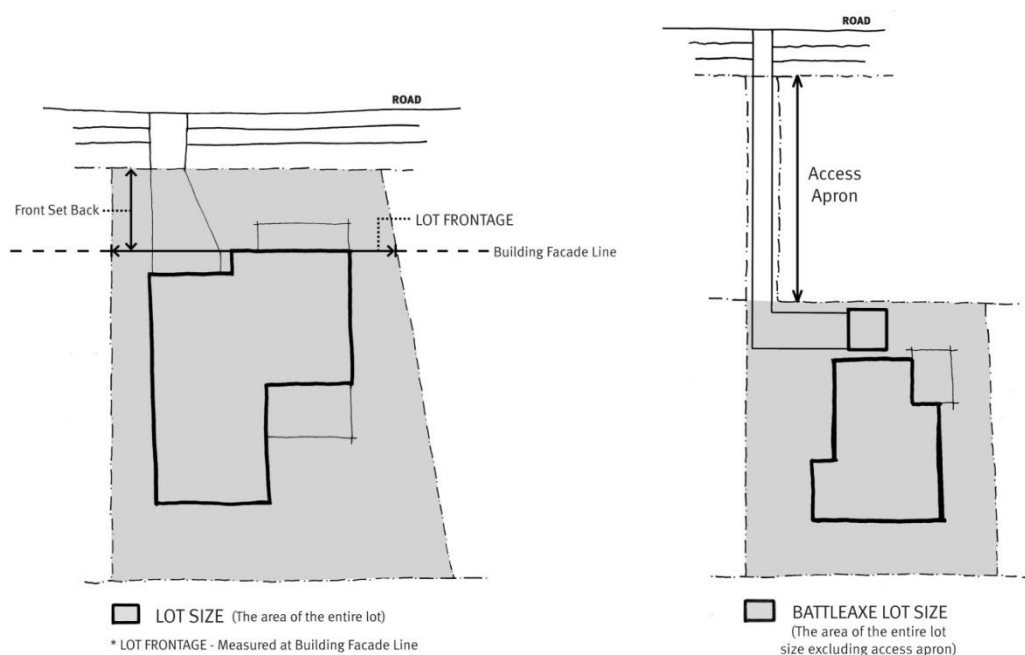 ROAD
Front Set Back
LOT FRONTAGE
Building Facade Line
LOT SIZE (The area of the entire lot)
* LOT FRONTAGE - Measured at Building Facade Line
ROAD
Access
Apron
BATTLEAXE LOT SIZE
(The area of the entire lot
size excluding access apron)